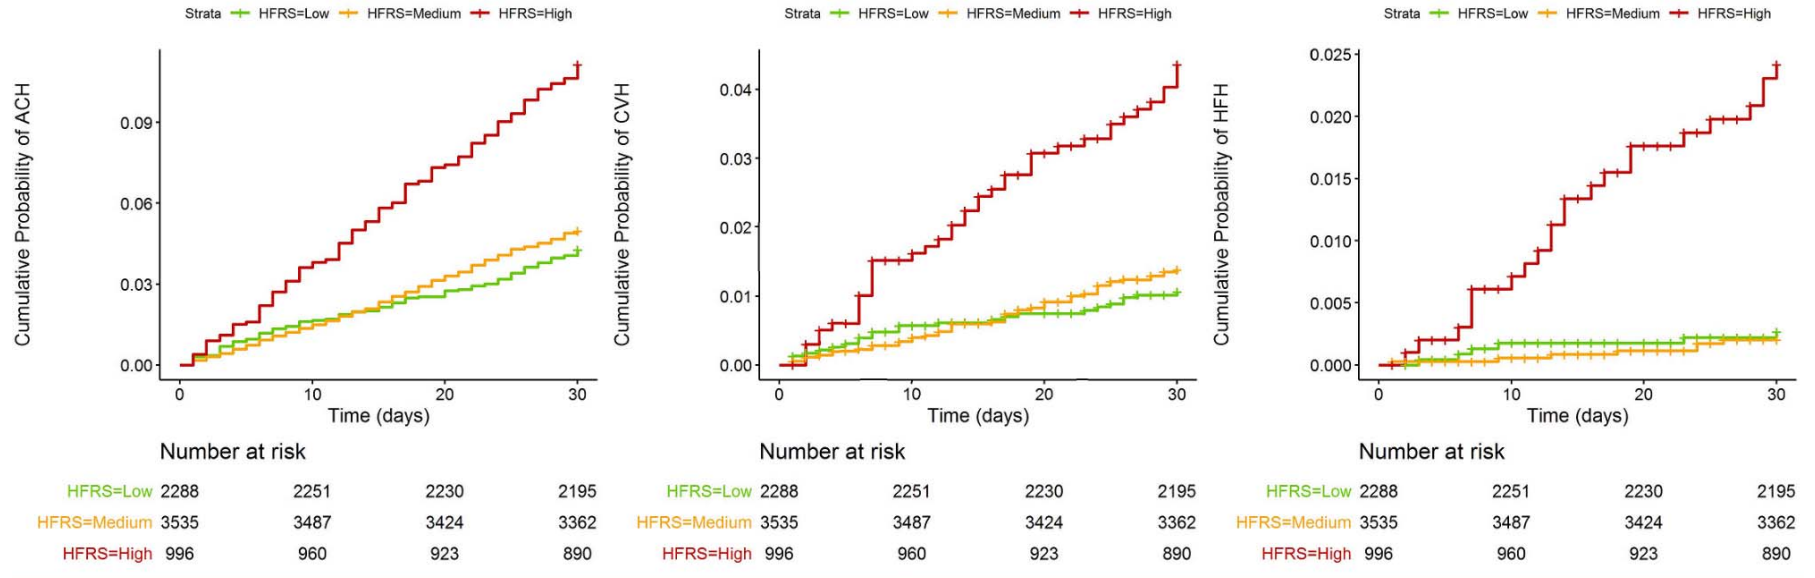 Strata HFRS=Low HFRS=Medium HFRS=High
Cumulative Probability of ACH
0.09
0.06
0.03
0.00
0 10 20 30
Time (days)
Number at risk
HFRS=Low 2288 2251 2230 2195
HFRS=Medium 3535 3487 3424 3362
HFRS=High 996 960 923 890
Strata HFRS=Low HFRS=Medium HFRS=High
Cumulative Probability of CVH
0.04
0.03
0.02
0.01
0.00
0 10 20 30
Time (days)
Number at risk
HFRS=Low 2288 2251 2230 2195
HFRS=Medium 3535 3487 3424 3362
HFRS=High 996 960 923 890
Strata HFRS=Low HFRS=Medium HFRS=High
Cumulative Probability of HFH
0.025
0.020
0.015
0.010
0.005
0.000
0 10 20 30
Time (days)
Number at risk
HFRS=Low 2288 2251 2230 2195
HFRS=Medium 3535 3487 3424 3362
HFRS=High 996 960 923 890